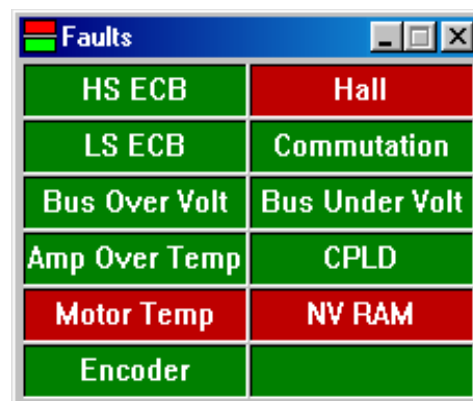 Faults
HS ECB Hall
LS ECB Commutation
Bus Over Volt Bus Under Volt
Amp Over Temp CPLD
Motor Temp NV RAM
Encoder